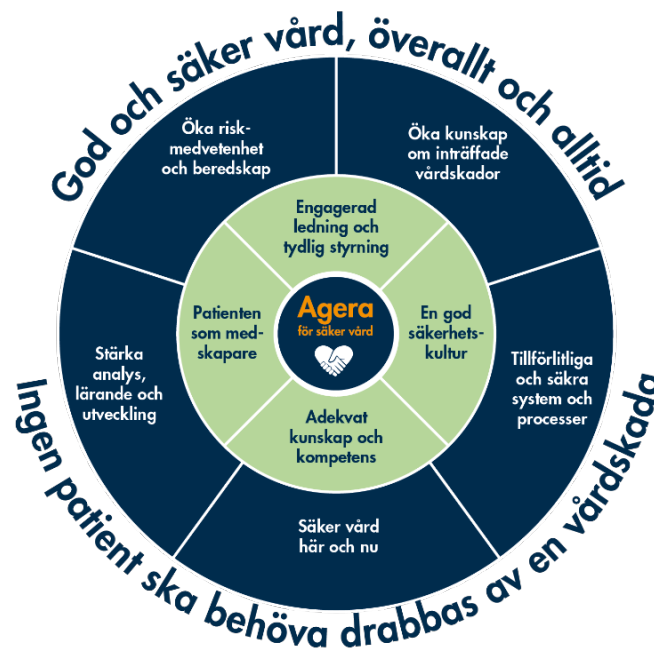 God och säker vård, överallt och alltid
Öka risk-
medvetenhet
och beredskap
Öka kunskap
om inträffade
vårdskador
Engagerad
ledning och
tydlig styrning
Patienten
som med-
skapare
Agera
för säker vård
En god
säkerhets-
kultur
Stärka
analys,
lärande och
utveckling
Tillförlitliga
och säkra
system och
processer
Adekvat
kunskap och
kompetens
Säker vård
här och nu
Ingen patient ska behöva drabbas av en vårdskada